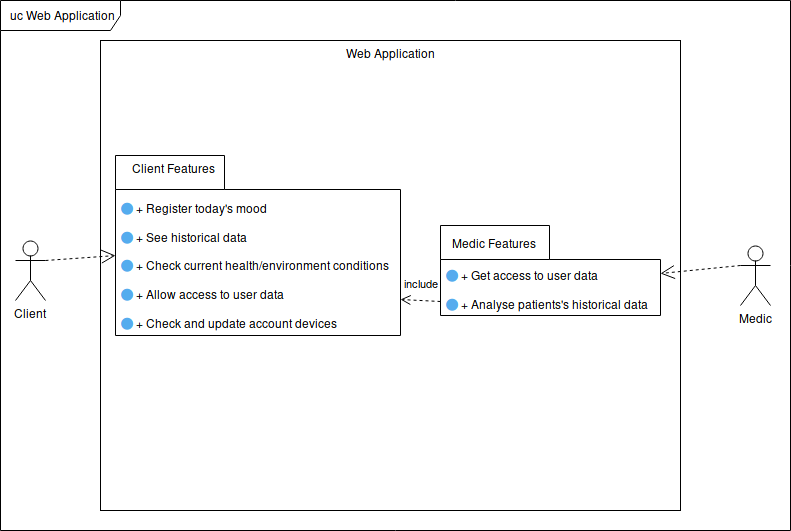 uc Web Application
Web Application
Client Features
+ Register today's mood
+ See historical data
+ Check current health/environment conditions
+ Allow access to user data
+ Check and update account devices
Client
include
Medic Features
+ Get access to user data
+ Analyse patients's historical data
Medic